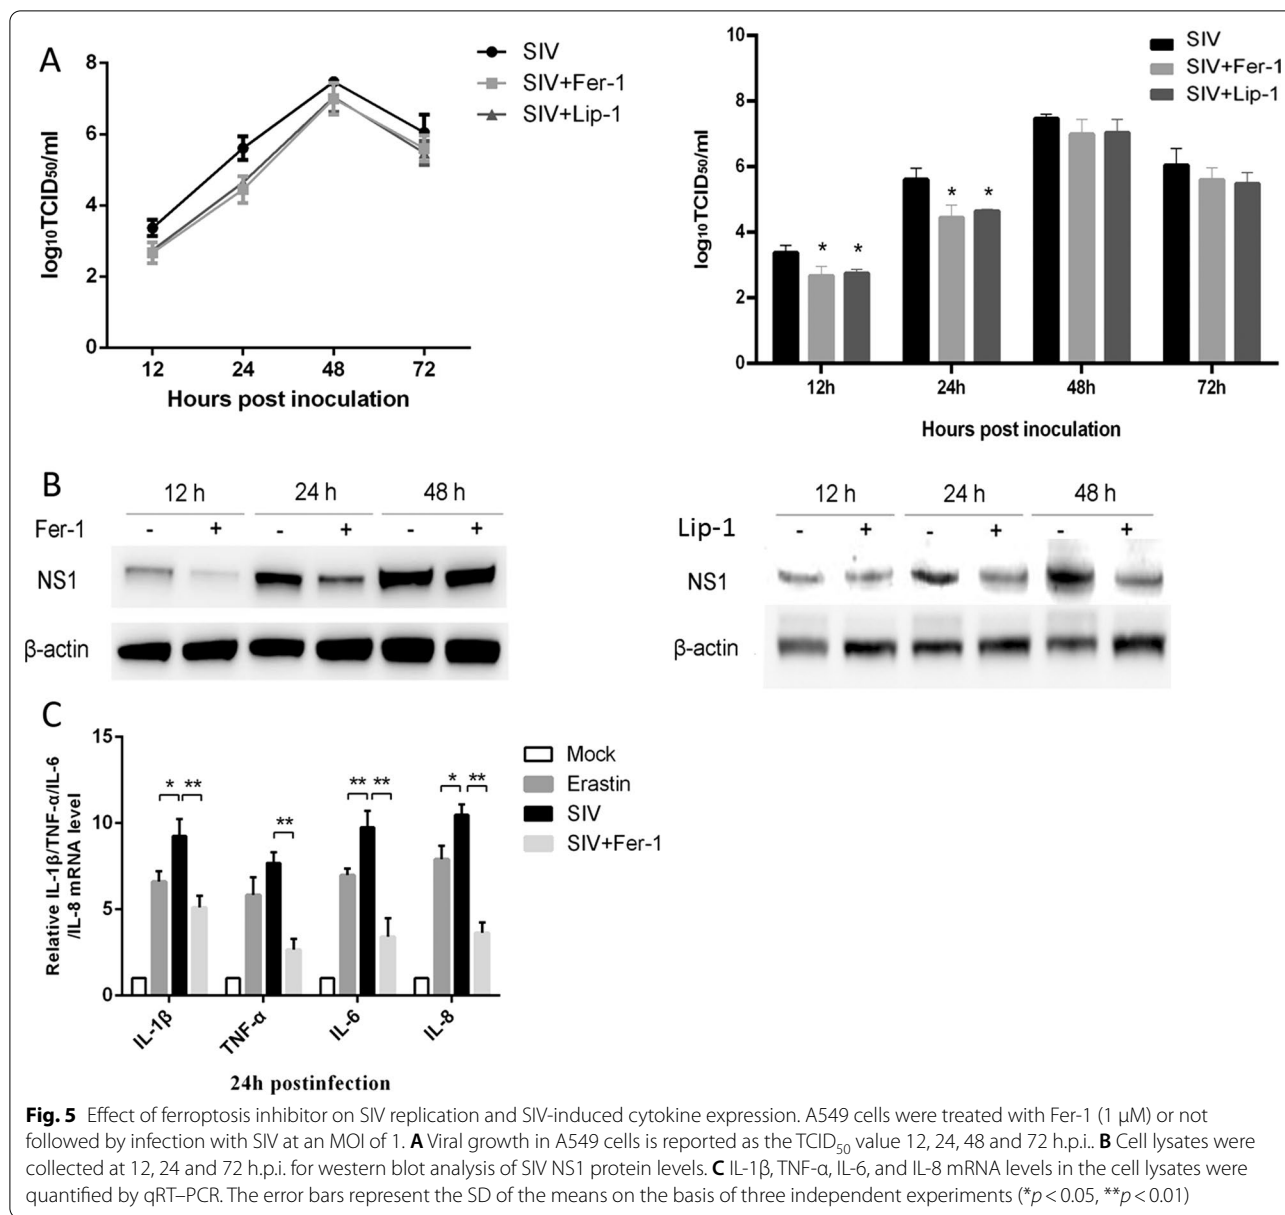 A
SIV
SIV+Fer-1
SIV+Lip-1
log₁₀TCID₅₀/ml
8
6
4
2
0
12 24 48 72
Hours post inoculation
SIV
SIV+Fer-1
SIV+Lip-1
log₁₀TCID₅₀/ml
10
8
6
4
2
0
* *
* *
12h 24h 48h 72h
Hours post inoculation
B
12 h 24 h 48 h
Fer-1 - + - + - +
NS1
β-actin
12 h 24 h 48 h
Lip-1 - + - + - +
NS1
β-actin
C
Relative IL-1β/TNF-α/IL-6
/IL-8 mRNA level
15
10
5
0
* ** ** ** ** * **
Mock
Erastin
SIV
SIV+Fer-1
IL-1β TNF-α IL-6 IL-8
24h postinfection
Fig. 5 Effect of ferroptosis inhibitor on SIV replication and SIV-induced cytokine expression. A549 cells were treated with Fer-1 (1 μM) or not
followed by infection with SIV at an MOI of 1. A Viral growth in A549 cells is reported as the TCID₅₀ value 12, 24, 48 and 72 h.p.i.. B Cell lysates were
collected at 12, 24 and 72 h.p.i. for western blot analysis of SIV NS1 protein levels. C IL-1β, TNF-α, IL-6, and IL-8 mRNA levels in the cell lysates were
quantified by qRT–PCR. The error bars represent the SD of the means on the basis of three independent experiments (*p < 0.05, **p < 0.01)